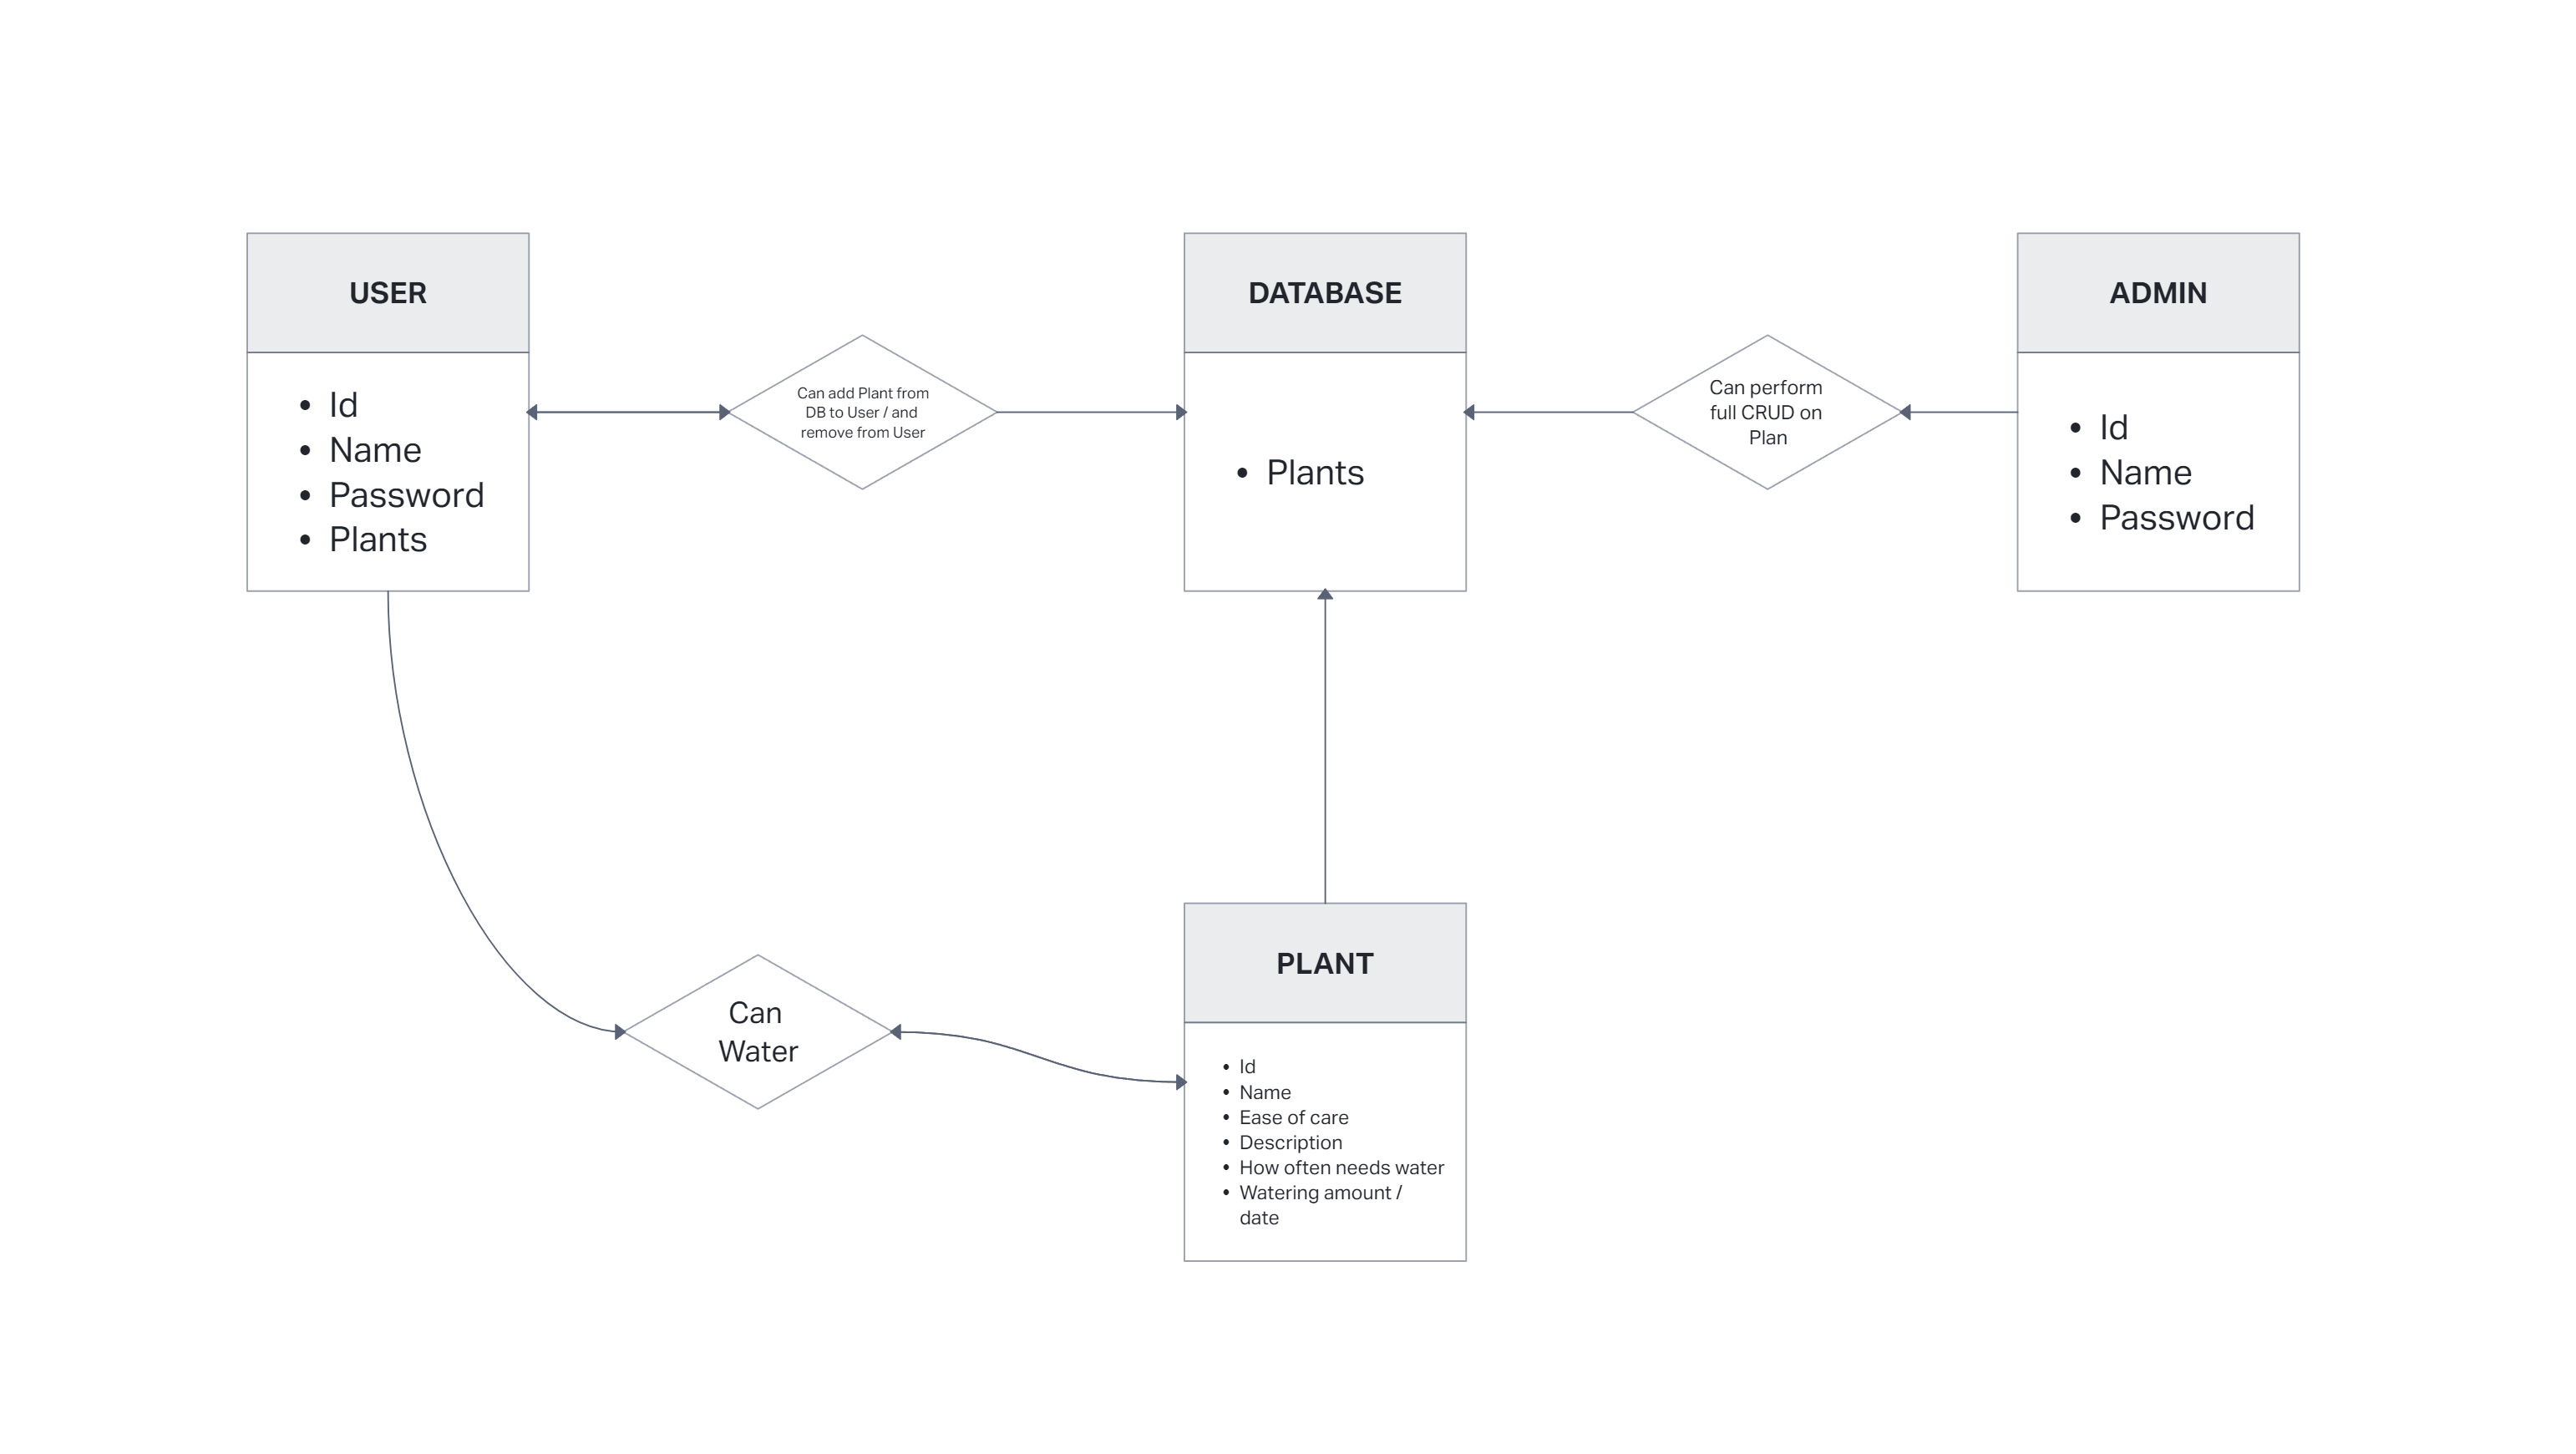 USER
• Id
• Name
• Password
• Plants
Can add Plant from
DB to User / and
remove from User
DATABASE
• Plants
Can perform
full CRUD on
Plan
ADMIN
• Id
• Name
• Password
Can
Water
PLANT
• Id
• Name
• Ease of care
• Description
• How often needs water
• Watering amount /
date